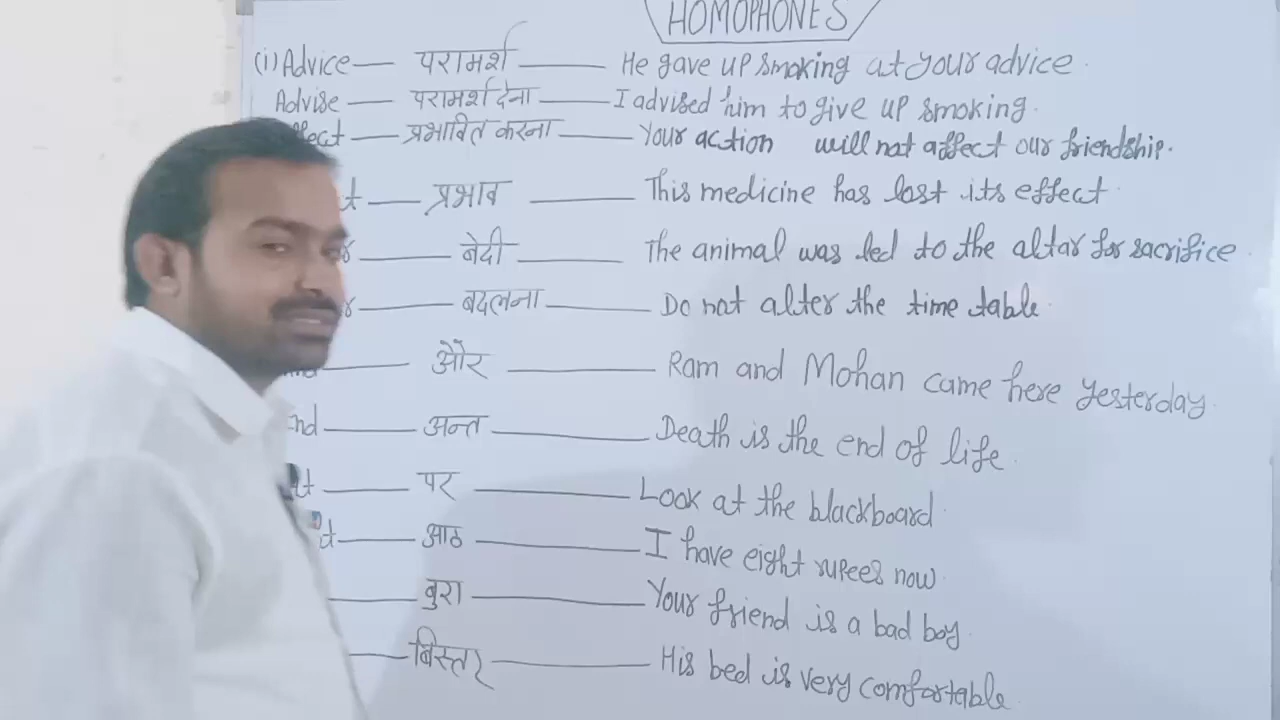 HOMOPHONES
(i) Advice — परामर्श — He gave up smoking at your advice.
Advise — परामर्श देना — I advised him to give up smoking.
ffect — प्रभावित करना — Your action will not affect our friendship.
t — प्रभाव — This medicine has lost its effect.
r — बेदी — The animal was led to the altar for sacrifice.
r — बदलना — Do not alter the time table.
— और — Ram and Mohan came here yesterday.
nd — अन्त — Death is the end of life.
t — पर — Look at the blackboard.
t — आठ — I have eight rupees now.
— बुरा — Your friend is a bad boy.
— बिस्तर — His bed is very comfortable.